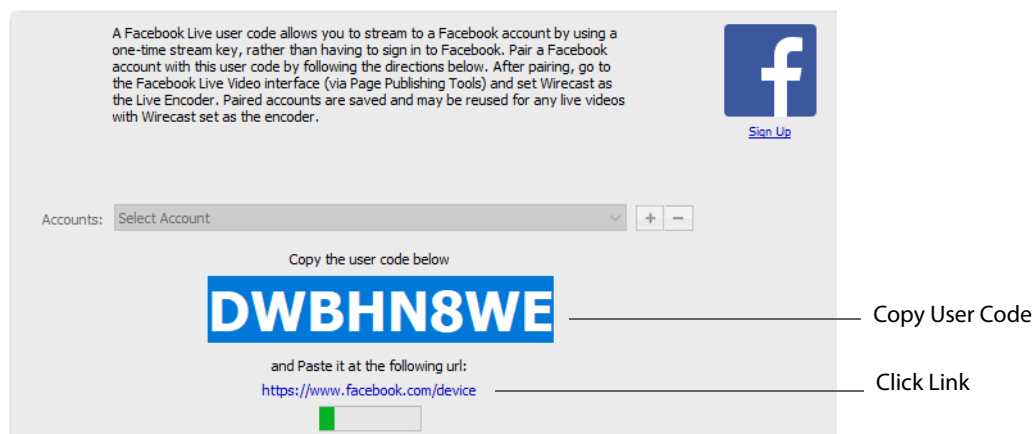 A Facebook Live user code allows you to stream to a Facebook account by using a
one-time stream key, rather than having to sign in to Facebook. Pair a Facebook
account with this user code by following the directions below. After pairing, go to
the Facebook Live Video interface (via Page Publishing Tools) and set Wirecast as
the Live Encoder. Paired accounts are saved and may be reused for any live videos
with Wirecast set as the encoder.
f
Sign Up
Accounts: Select Account + −
Copy the user code below
DWBHN8WE
Copy User Code
and Paste it at the following url:
https://www.facebook.com/device
Click Link